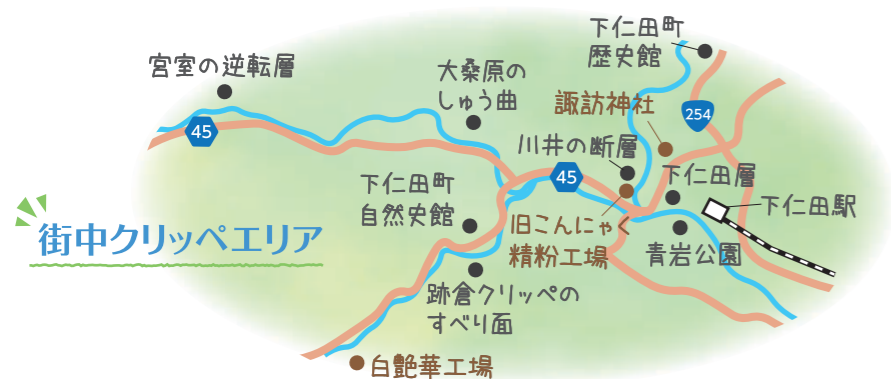 下仁田町
歴史館
宮室の逆転層
大桑原の
しゅう曲
諏訪神社
254
45
川井の断層
45
下仁田層
下仁田町
自然史館
下仁田駅
旧こんにゃく
精粉工場
街中クリッペエリア
青岩公園
跡倉クリッペの
すべり面
白艶華工場